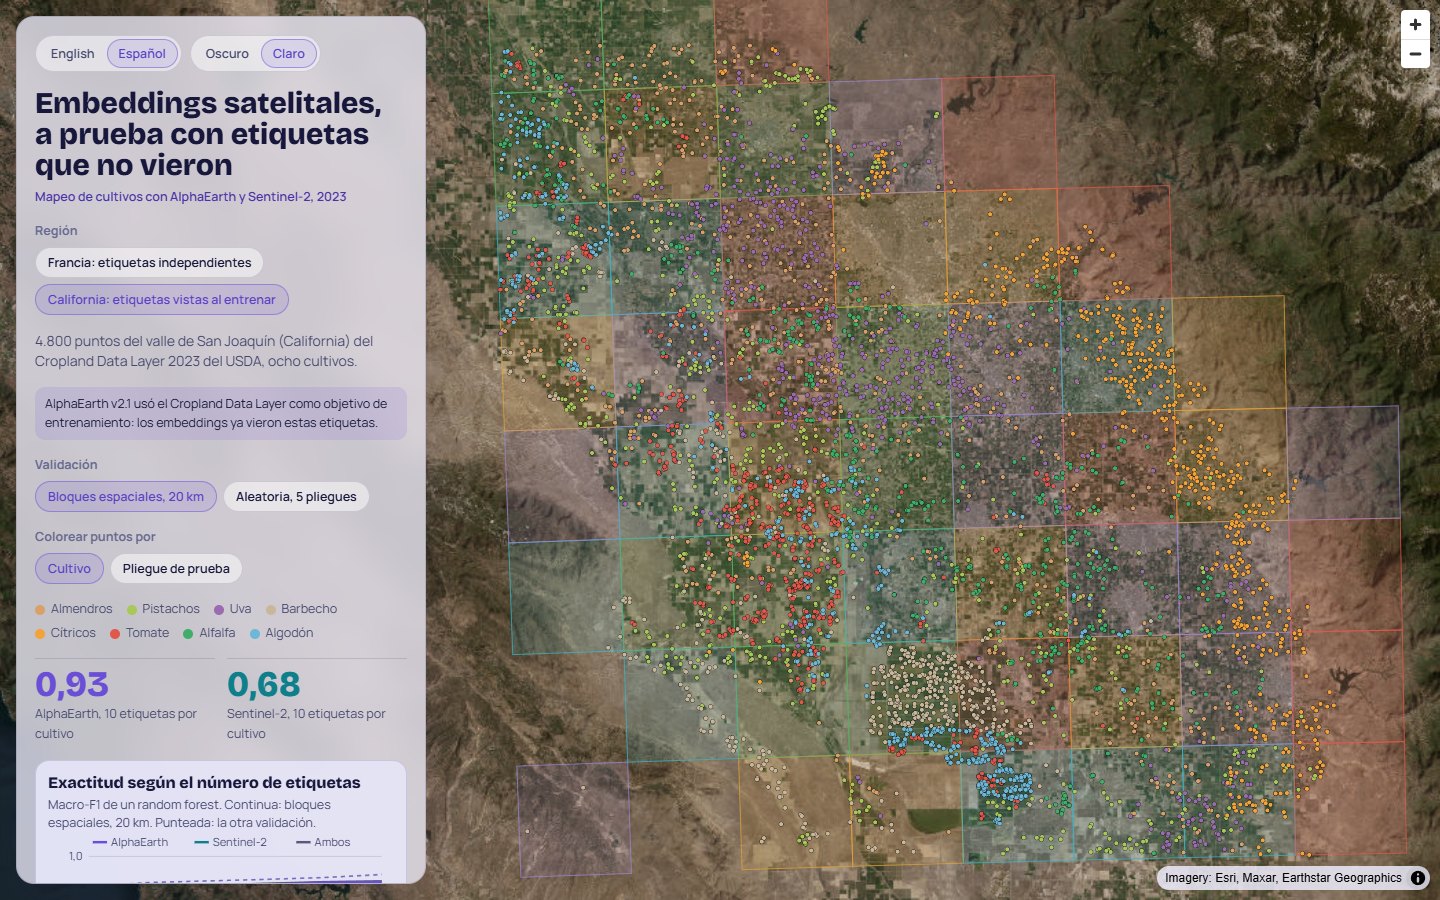 English
Español
Oscuro
Claro
Embeddings satelitales,
a prueba con etiquetas
que no vieron
Mapeo de cultivos con AlphaEarth y Sentinel-2, 2023
Región
Francia: etiquetas independientes
California: etiquetas vistas al entrenar
4.800 puntos del valle de San Joaquín (California) del
Cropland Data Layer 2023 del USDA, ocho cultivos.
AlphaEarth v2.1 usó el Cropland Data Layer como objetivo de
entrenamiento: los embeddings ya vieron estas etiquetas.
Validación
Bloques espaciales, 20 km
Aleatoria, 5 pliegues
Colorear puntos por
Cultivo
Pliegue de prueba
Almendros
Pistachos
Uva
Barbecho
Cítricos
Tomate
Alfalfa
Algodón
0,93
AlphaEarth, 10 etiquetas por
cultivo
0,68
Sentinel-2, 10 etiquetas por
cultivo
Exactitud según el número de etiquetas
Macro-F1 de un random forest. Continua: bloques
espaciales, 20 km. Punteada: la otra validación.
AlphaEarth
Sentinel-2
Ambos
1,0
Imagery: Esri, Maxar, Earthstar Geographics